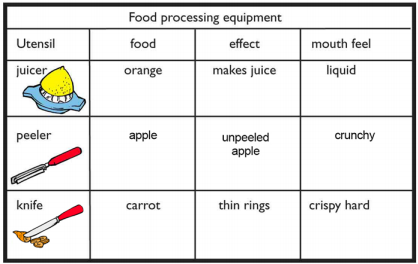 Food processing equipment
Utensil food effect mouth feel
juicer orange makes juice liquid
peeler apple unpeeled crunchy
apple
knife carrot thin rings crispy hard